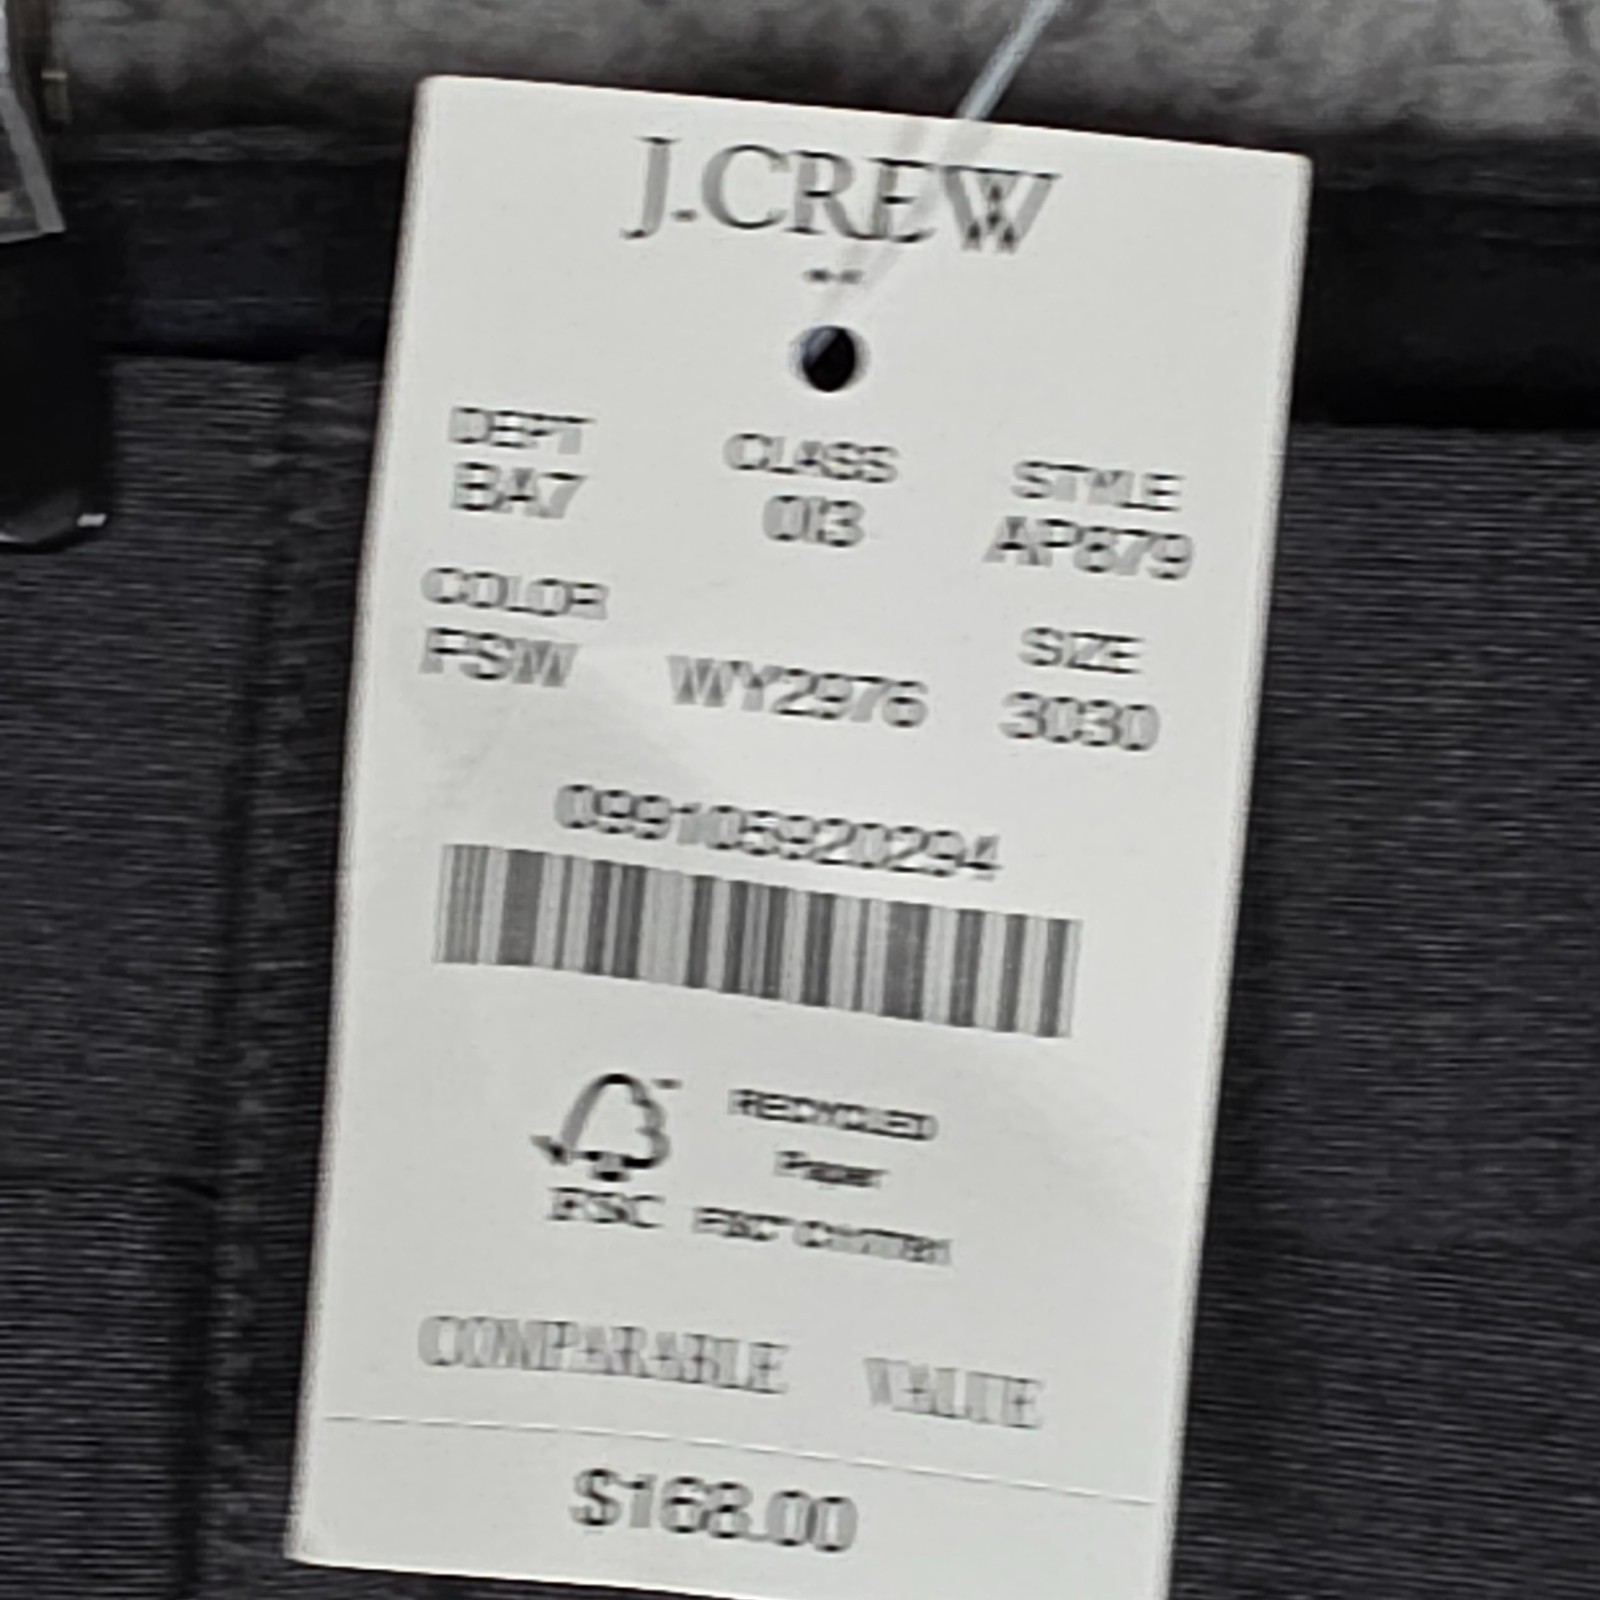 J.CREW
DEPT CLASS STYLE
BA7 013 AP879
COLOR SIZE
FSW WY2976 3030
099105920294
RECYCLED
Paper
FSC FSC®
COMPARABLE VALUE
$168.00